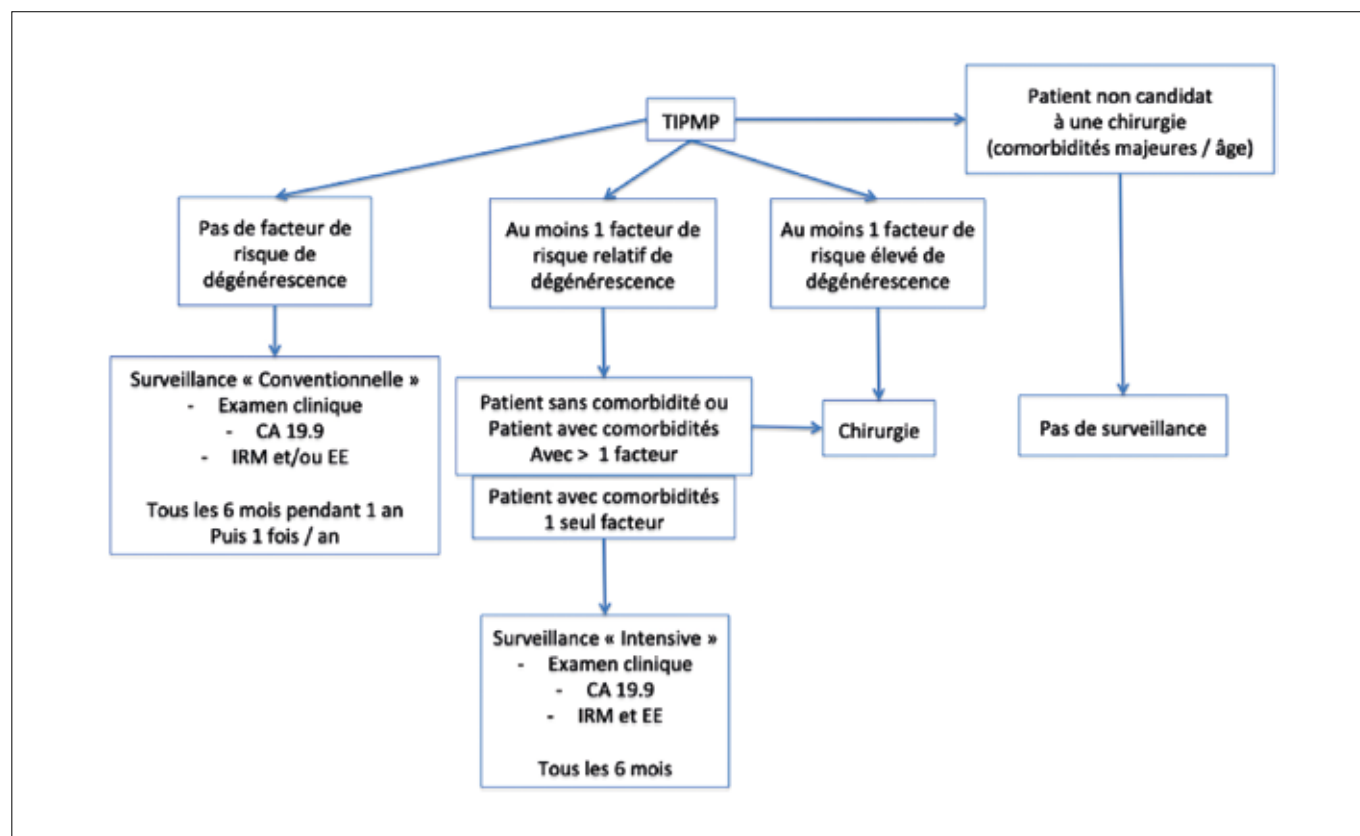 TIPMP
Patient non candidat
à une chirurgie
(comorbidités majeures / âge)
Pas de facteur de
risque de
dégénérescence
Au moins 1 facteur de
risque relatif de
dégénérescence
Au moins 1 facteur de
risque élevé de
dégénérescence
Surveillance « Conventionnelle »
- Examen clinique
- CA 19.9
- IRM et/ou EE
Tous les 6 mois pendant 1 an
Puis 1 fois / an
Patient sans comorbidité ou
Patient avec comorbidités
Avec > 1 facteur
Chirurgie
Pas de surveillance
Patient avec comorbidités
1 seul facteur
Surveillance « Intensive »
- Examen clinique
- CA 19.9
- IRM et EE
Tous les 6 mois